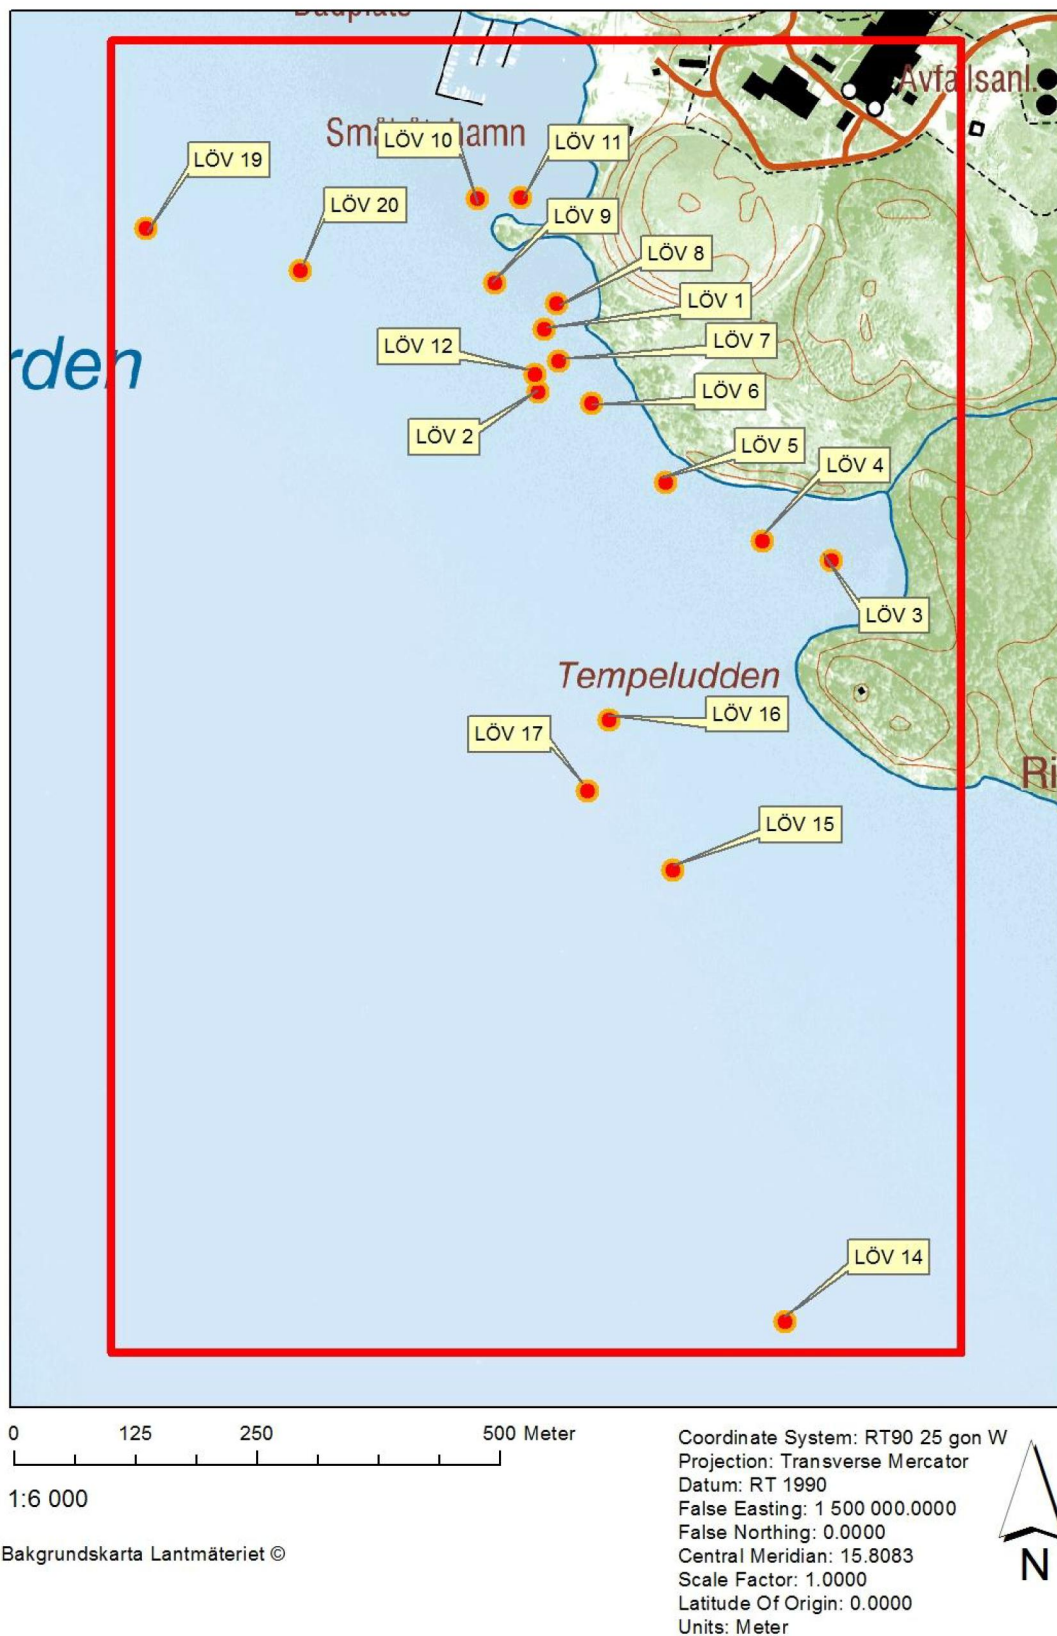 Avfallsanl.
hamn
LÖV 10
LÖV 11
LÖV 19
LÖV 20
LÖV 9
LÖV 8
LÖV 1
LÖV 7
LÖV 12
rden
LÖV 6
LÖV 2
LÖV 5
LÖV 4
LÖV 3
Tempeludden
LÖV 16
LÖV 17
Ri
LÖV 15
LÖV 14
0 125 250 500 Meter
1:6 000
Bakgrundskarta Lantmäteriet ©
Coordinate System: RT90 25 gon W
Projection: Transverse Mercator
Datum: RT 1990
False Easting: 1 500 000.0000
False Northing: 0.0000
Central Meridian: 15.8083
Scale Factor: 1.0000
Latitude Of Origin: 0.0000
Units: Meter
N